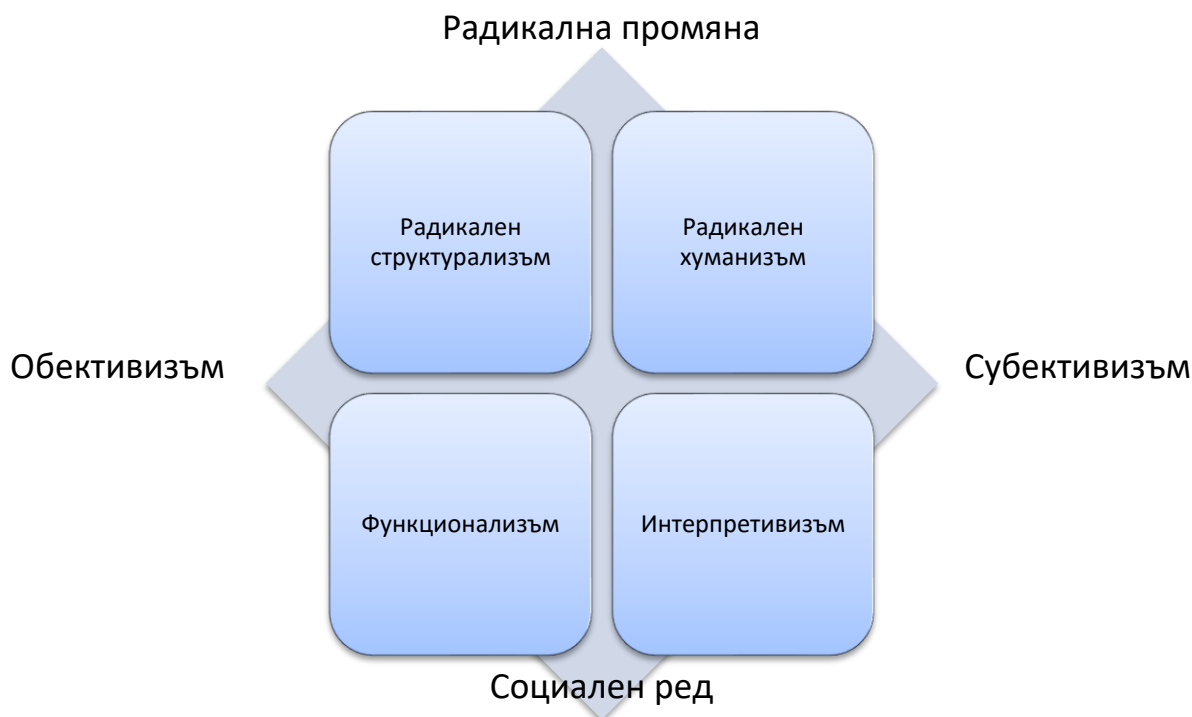 Радикална промяна
Радикален
структурализъм
Радикален
хуманизъм
Обективизъм
Субективизъм
Функционализъм
Интерпретивизъм
Социален ред